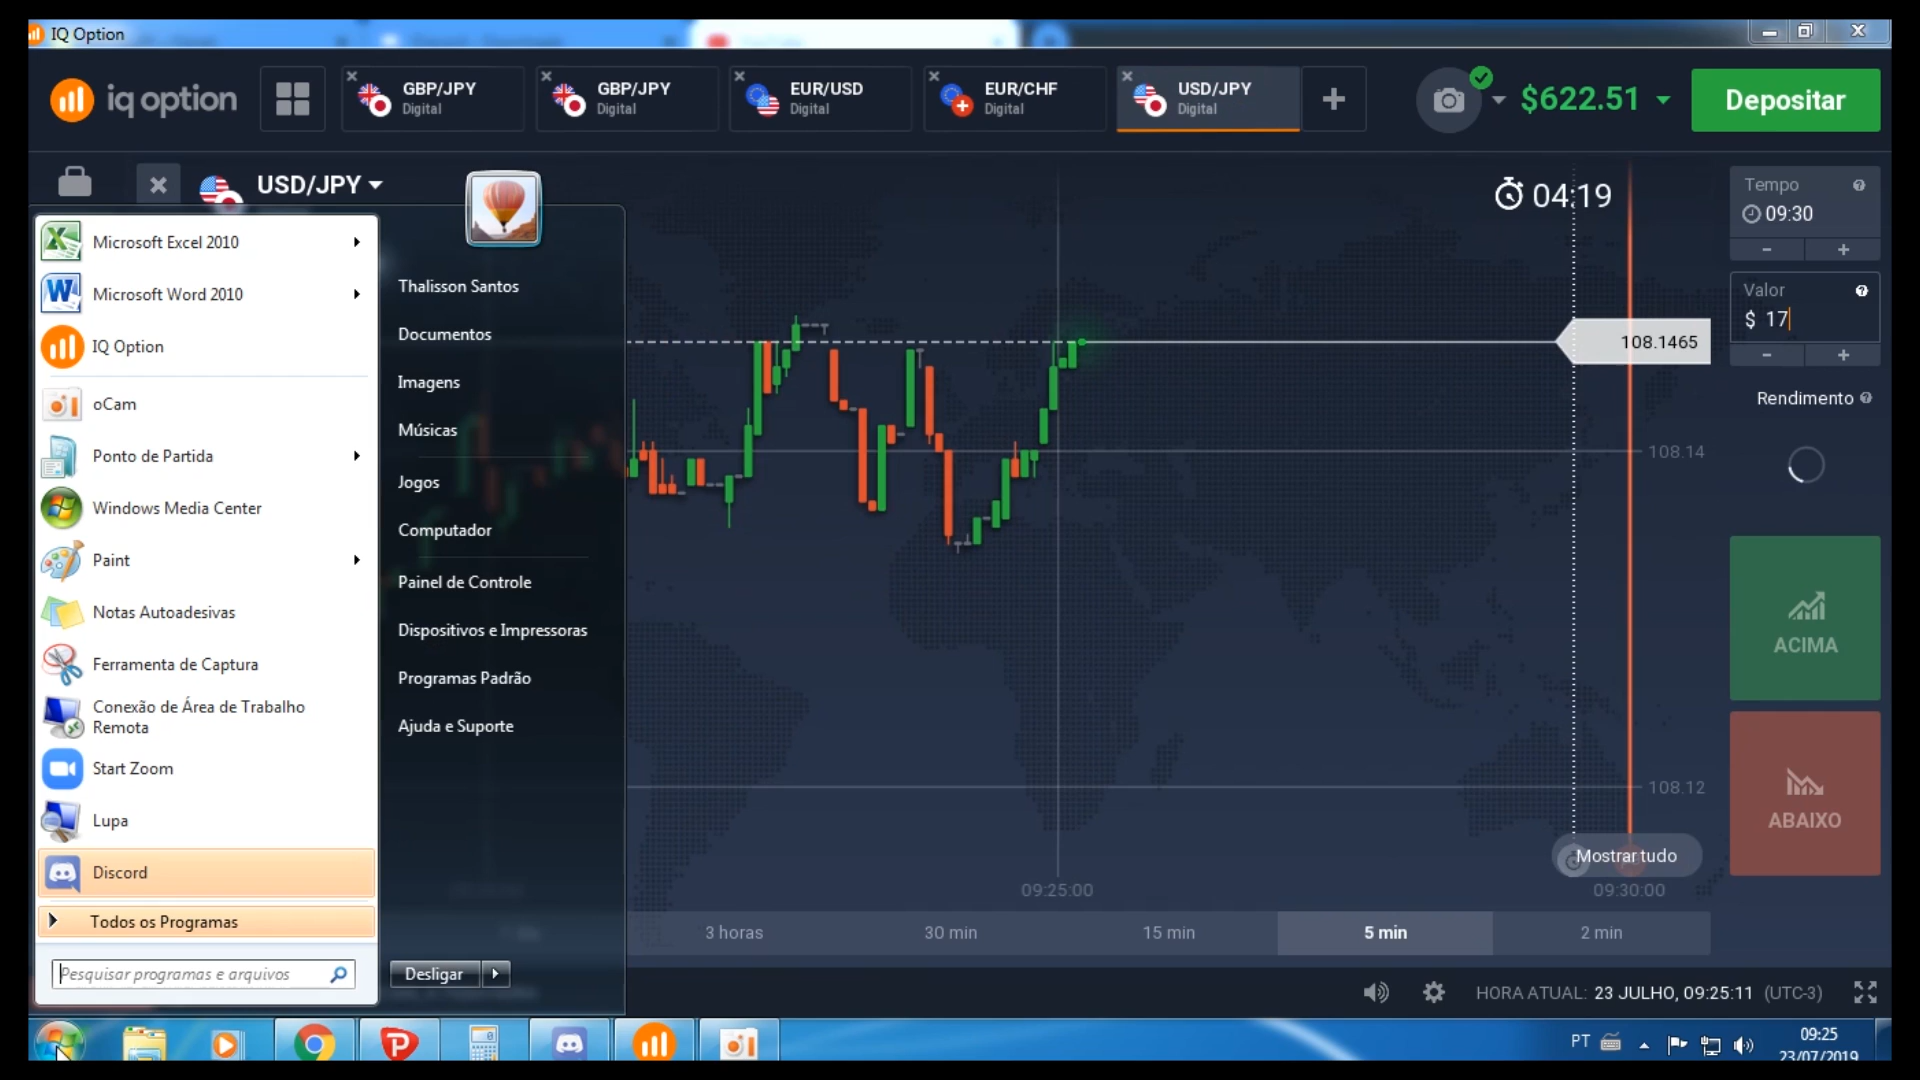 IQ Option
iq option
GBP/JPY
Digital
GBP/JPY
Digital
EUR/USD
Digital
EUR/CHF
Digital
USD/JPY
Digital
$622.51
Depositar
USD/JPY
04:19
Tempo
09:30
Valor
$ 17
Rendimento
ACIMA
ABAIXO
108.1465
108.14
108.12
Mostrar tudo
09:25:00
09:30:00
3 horas
30 min
15 min
5 min
2 min
HORA ATUAL: 23 JULHO, 09:25:11 (UTC-3)
Microsoft Excel 2010
Microsoft Word 2010
IQ Option
oCam
Ponto de Partida
Windows Media Center
Paint
Notas Autoadesivas
Ferramenta de Captura
Conexão de Área de Trabalho
Remota
Start Zoom
Lupa
Discord
Todos os Programas
Pesquisar programas e arquivos
Thalisson Santos
Documentos
Imagens
Músicas
Jogos
Computador
Painel de Controle
Dispositivos e Impressoras
Programas Padrão
Ajuda e Suporte
Desligar
PT
09:25
23/07/2019